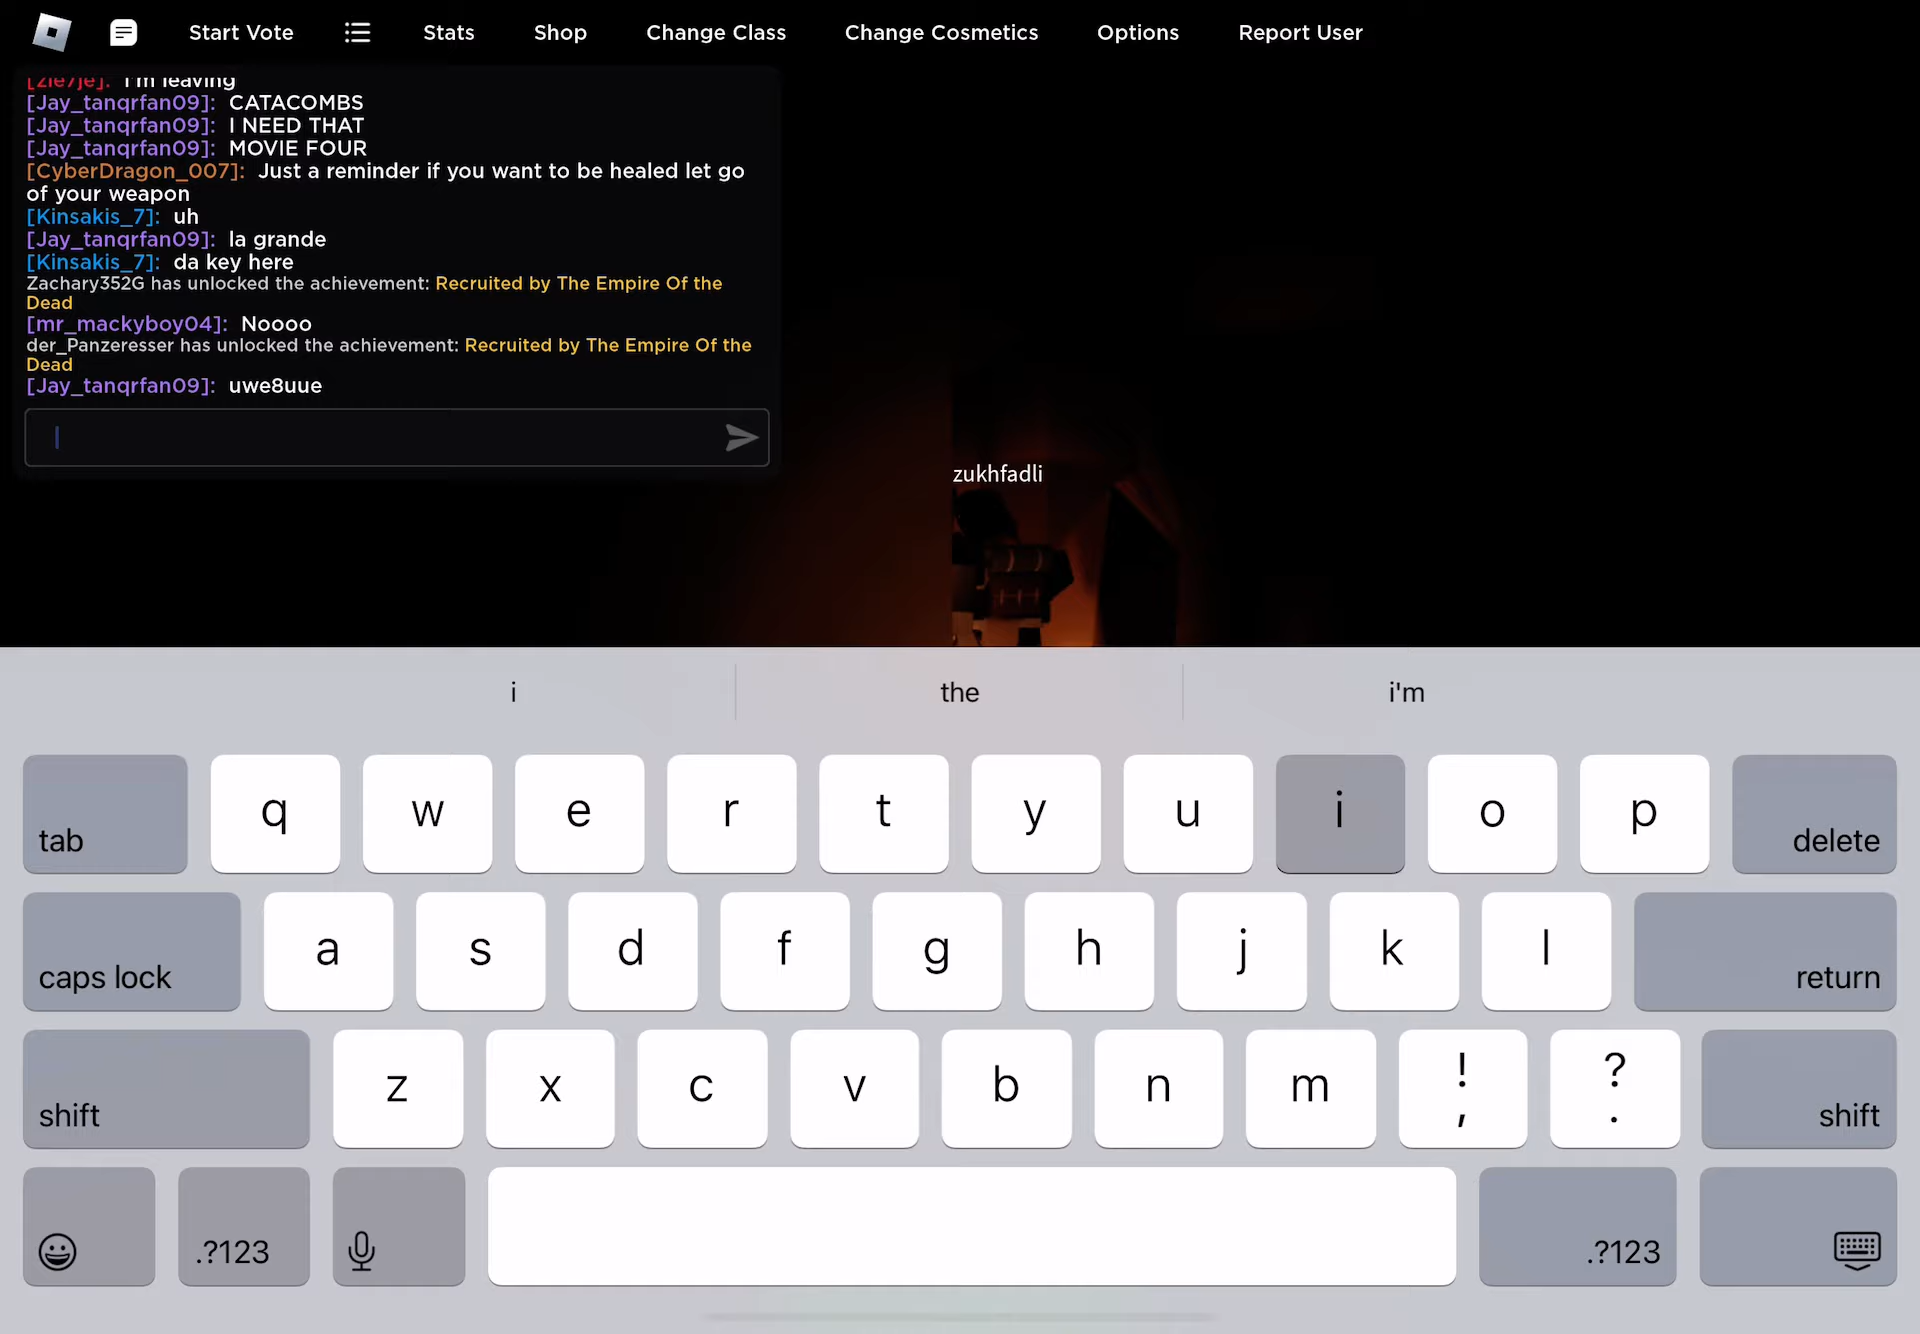 Start Vote Stats Shop Change Class Change Cosmetics Options Report User
[zie7je]: I'm leaving
[Jay_tanqrfan09]: CATACOMBS
[Jay_tanqrfan09]: I NEED THAT
[Jay_tanqrfan09]: MOVIE FOUR
[CyberDragon_007]: Just a reminder if you want to be healed let go
of your weapon
[Kinsakis_7]: uh
[Jay_tanqrfan09]: la grande
[Kinsakis_7]: da key here
Zachary352G has unlocked the achievement: Recruited by The Empire Of the
Dead
[mr_mackyboy04]: Noooo
der_Panzeresser has unlocked the achievement: Recruited by The Empire Of the
Dead
[Jay_tanqrfan09]: uwe8uue
zukhfadli
i the i'm
tab q w e r t y u i o p delete
caps lock a s d f g h j k l return
shift z x c v b n m ! , ? . shift
.?123 .?123